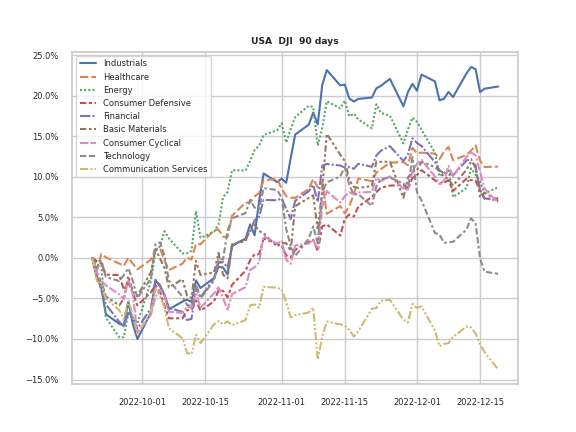 USA DJI 90 days
25.0%
20.0%
15.0%
10.0%
5.0%
0.0%
−5.0%
−10.0%
−15.0%
Industrials
Healthcare
Energy
Consumer Defensive
Financial
Basic Materials
Consumer Cyclical
Technology
Communication Services
2022-10-01 2022-10-15 2022-11-01 2022-11-15 2022-12-01 2022-12-15